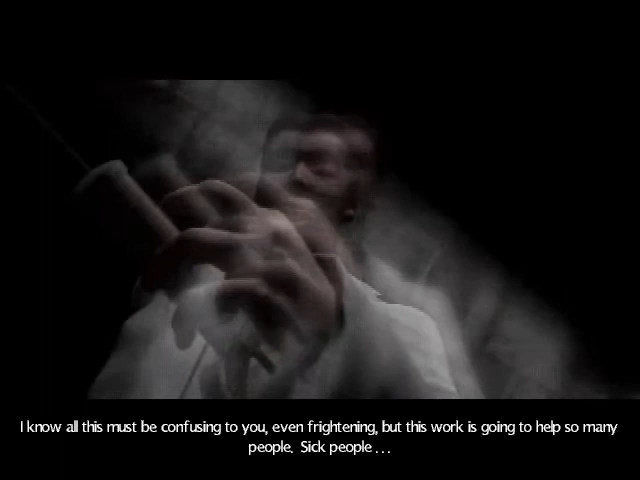 I know all this must be confusing to you, even frightening, but this work is going to help so many
people. Sick people...